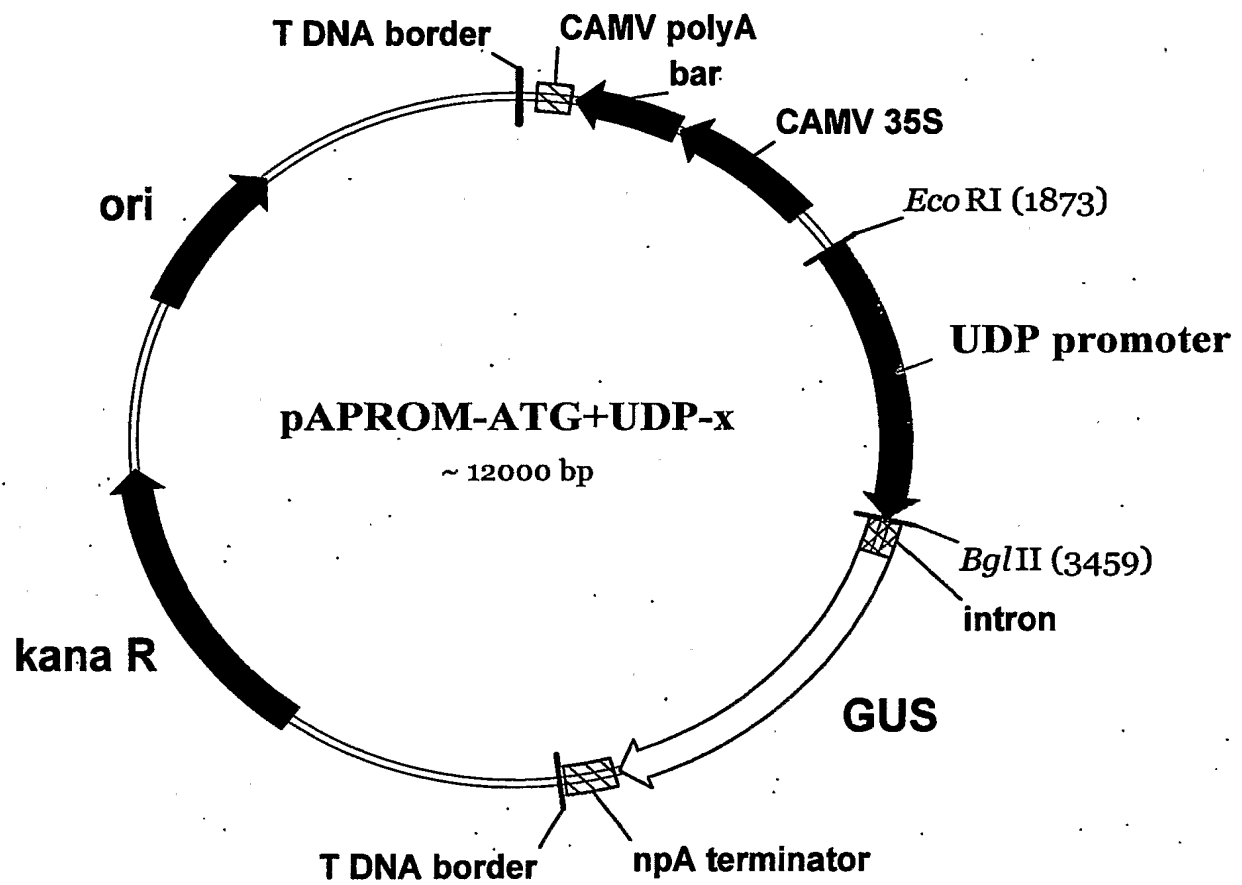 T DNA border
CAMV polyA
bar
CAMV 35S
EcoRI (1873)
ori
UDP promoter
pAPROM-ATG+UDP-x
~ 12000 bp
BglII (3459)
intron
kana R
GUS
T DNA border
npA terminator